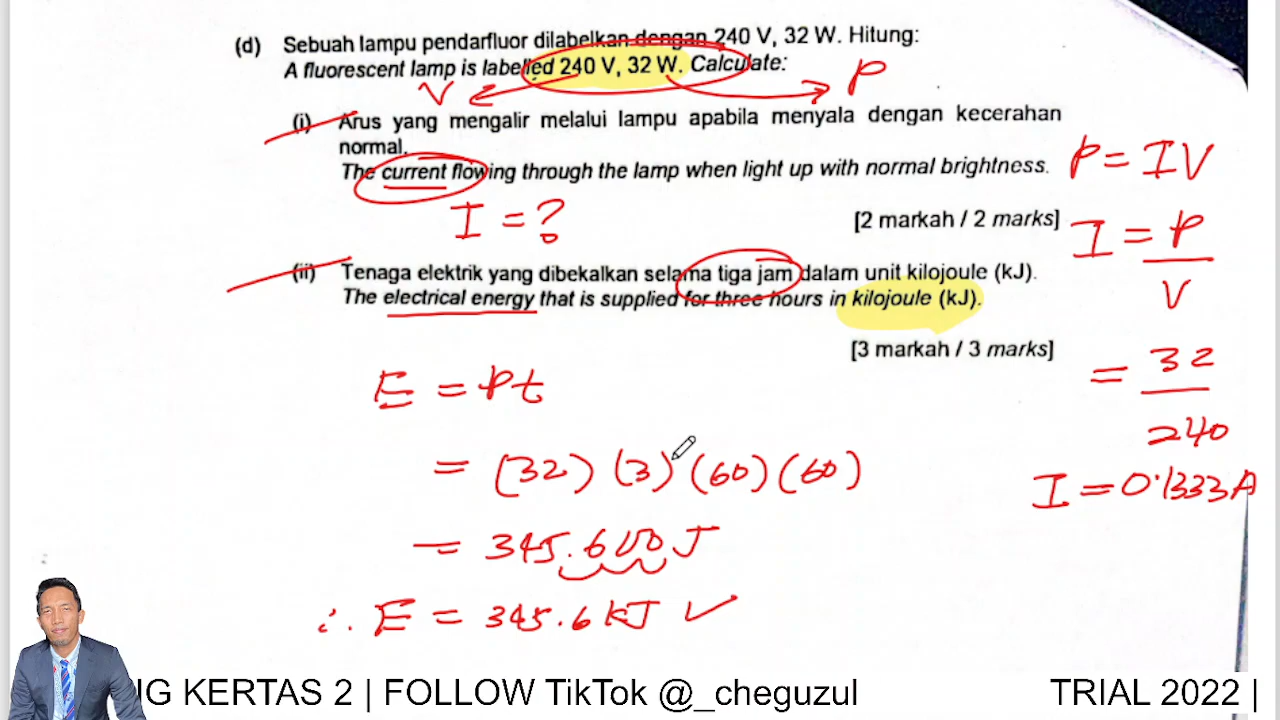 (d) Sebuah lampu pendarfluor dilabelkan dengan 240 V, 32 W. Hitung:
A fluorescent lamp is labelled 240 V, 32 W. Calculate:
V P
(i) Arus yang mengalir melalui lampu apabila menyala dengan kecerahan
normal.
The current flowing through the lamp when light up with normal brightness.
I = ?
[2 markah / 2 marks]
(ii) Tenaga elektrik yang dibekalkan selama tiga jam dalam unit kilojoule (kJ).
The electrical energy that is supplied for three hours in kilojoule (kJ).
[3 markah / 3 marks]
E = Pt
= (32) (3) (60) (60)
= 345.600 J
∴ E = 345.6 kJ ✓
P = IV
I = P
V
= 32
240
I = 0.1333A
NG KERTAS 2 | FOLLOW TikTok @_cheguzul
TRIAL 2022 |